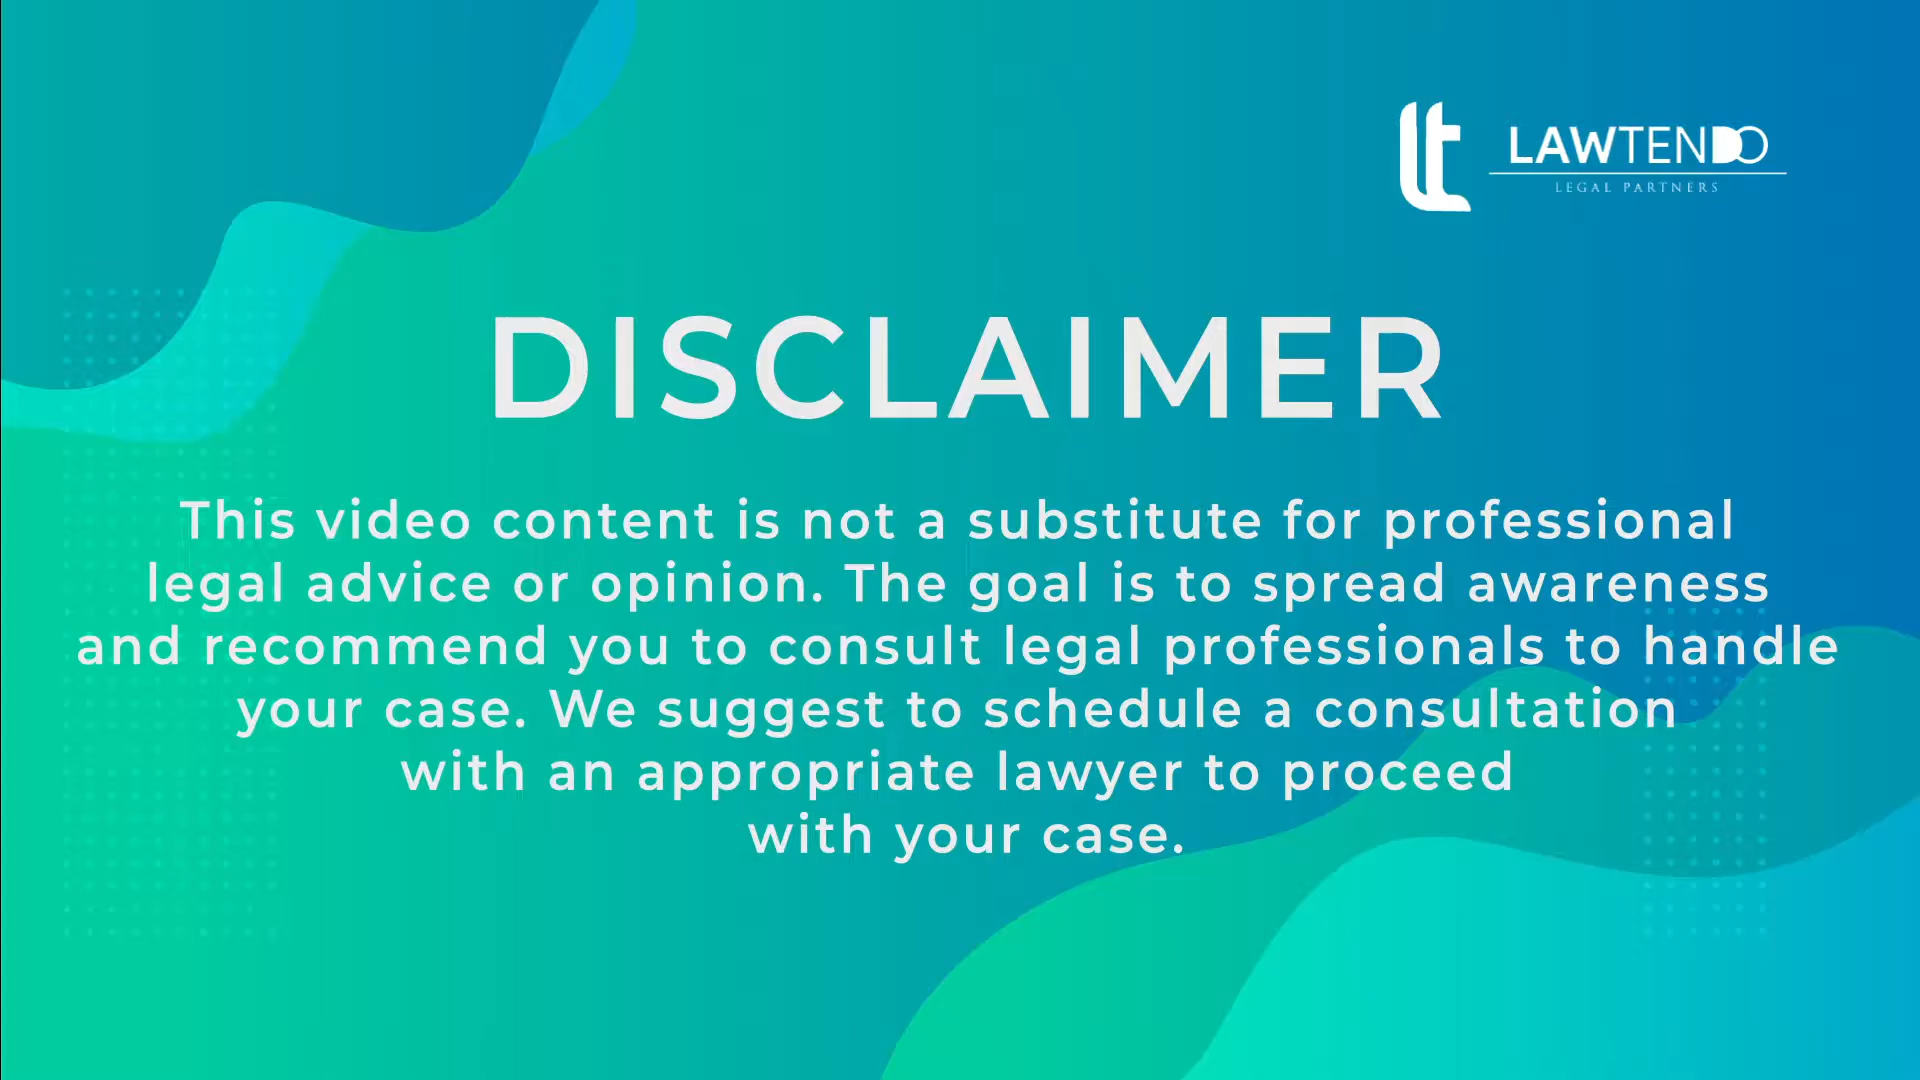 lt
LAWTENDO
LEGAL PARTNERS
DISCLAIMER
This video content is not a substitute for professional
legal advice or opinion. The goal is to spread awareness
and recommend you to consult legal professionals to handle
your case. We suggest to schedule a consultation
with an appropriate lawyer to proceed
with your case.